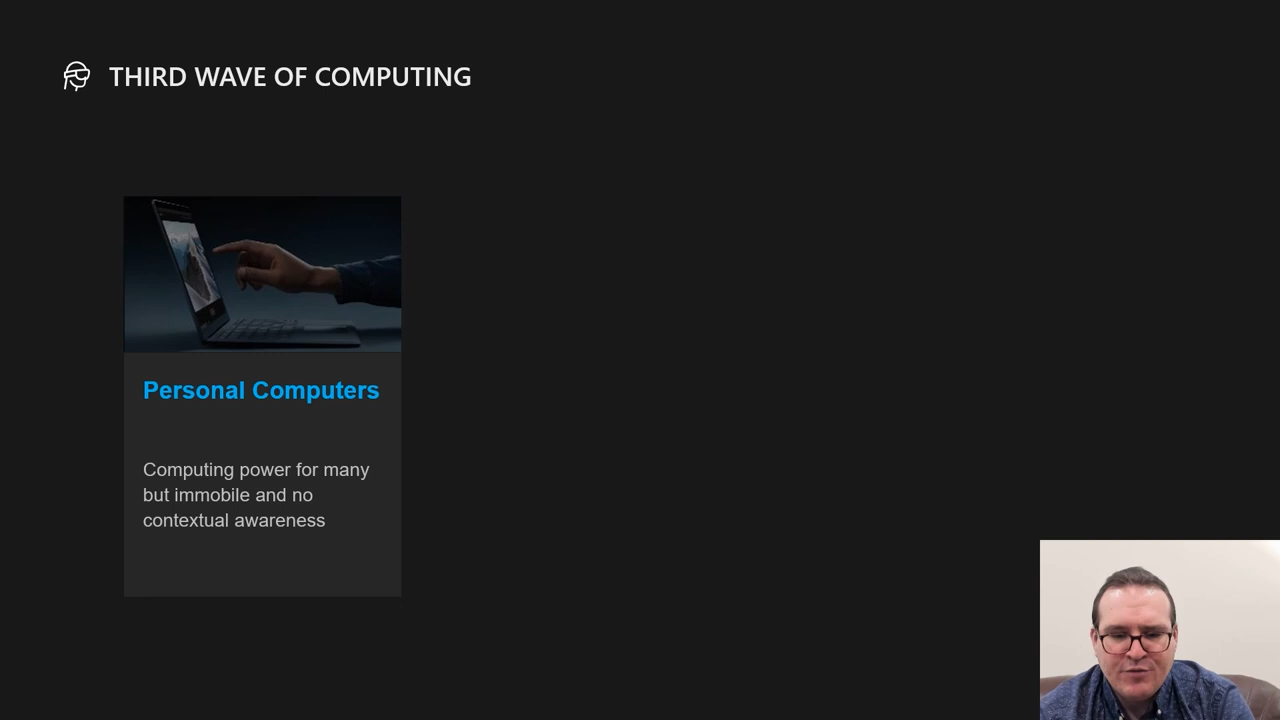 THIRD WAVE OF COMPUTING
Personal Computers
Computing power for many
but immobile and no
contextual awareness